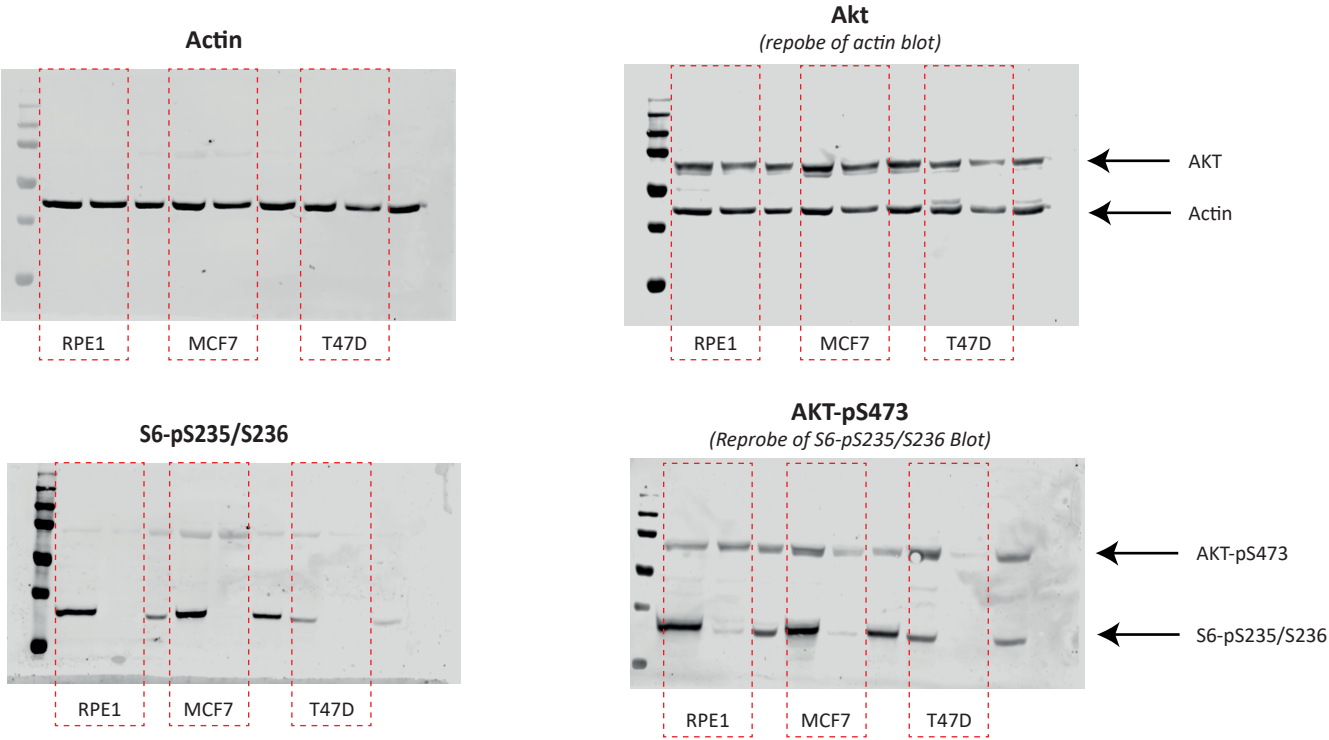 Actin
RPE1
MCF7
T47D
Akt
(repobe of actin blot)
AKT
Actin
RPE1
MCF7
T47D
S6-pS235/S236
RPE1
MCF7
T47D
AKT-pS473
(Reprobe of S6-pS235/S236 Blot)
AKT-pS473
S6-pS235/S236
RPE1
MCF7
T47D